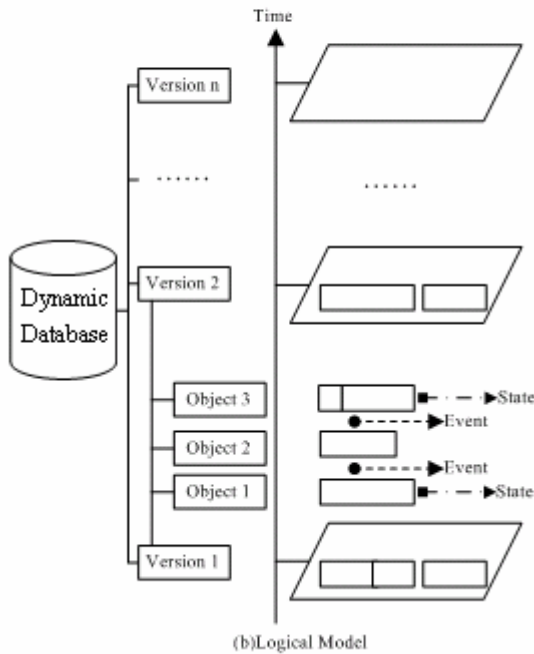 Time
Version n
......
......
Version 2
Dynamic
Database
Object 3
State
Event
Object 2
Event
Object 1
State
Version 1
(b)Logical Model